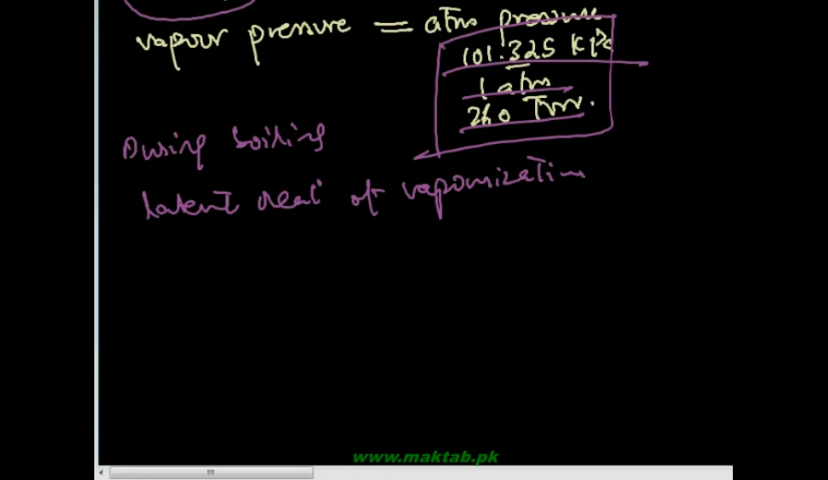 vapour pressure = atm pressure
101.325 KPa
1 atm
760 Torr.
During boiling
latent heat of vapourization
www.maktab.pk